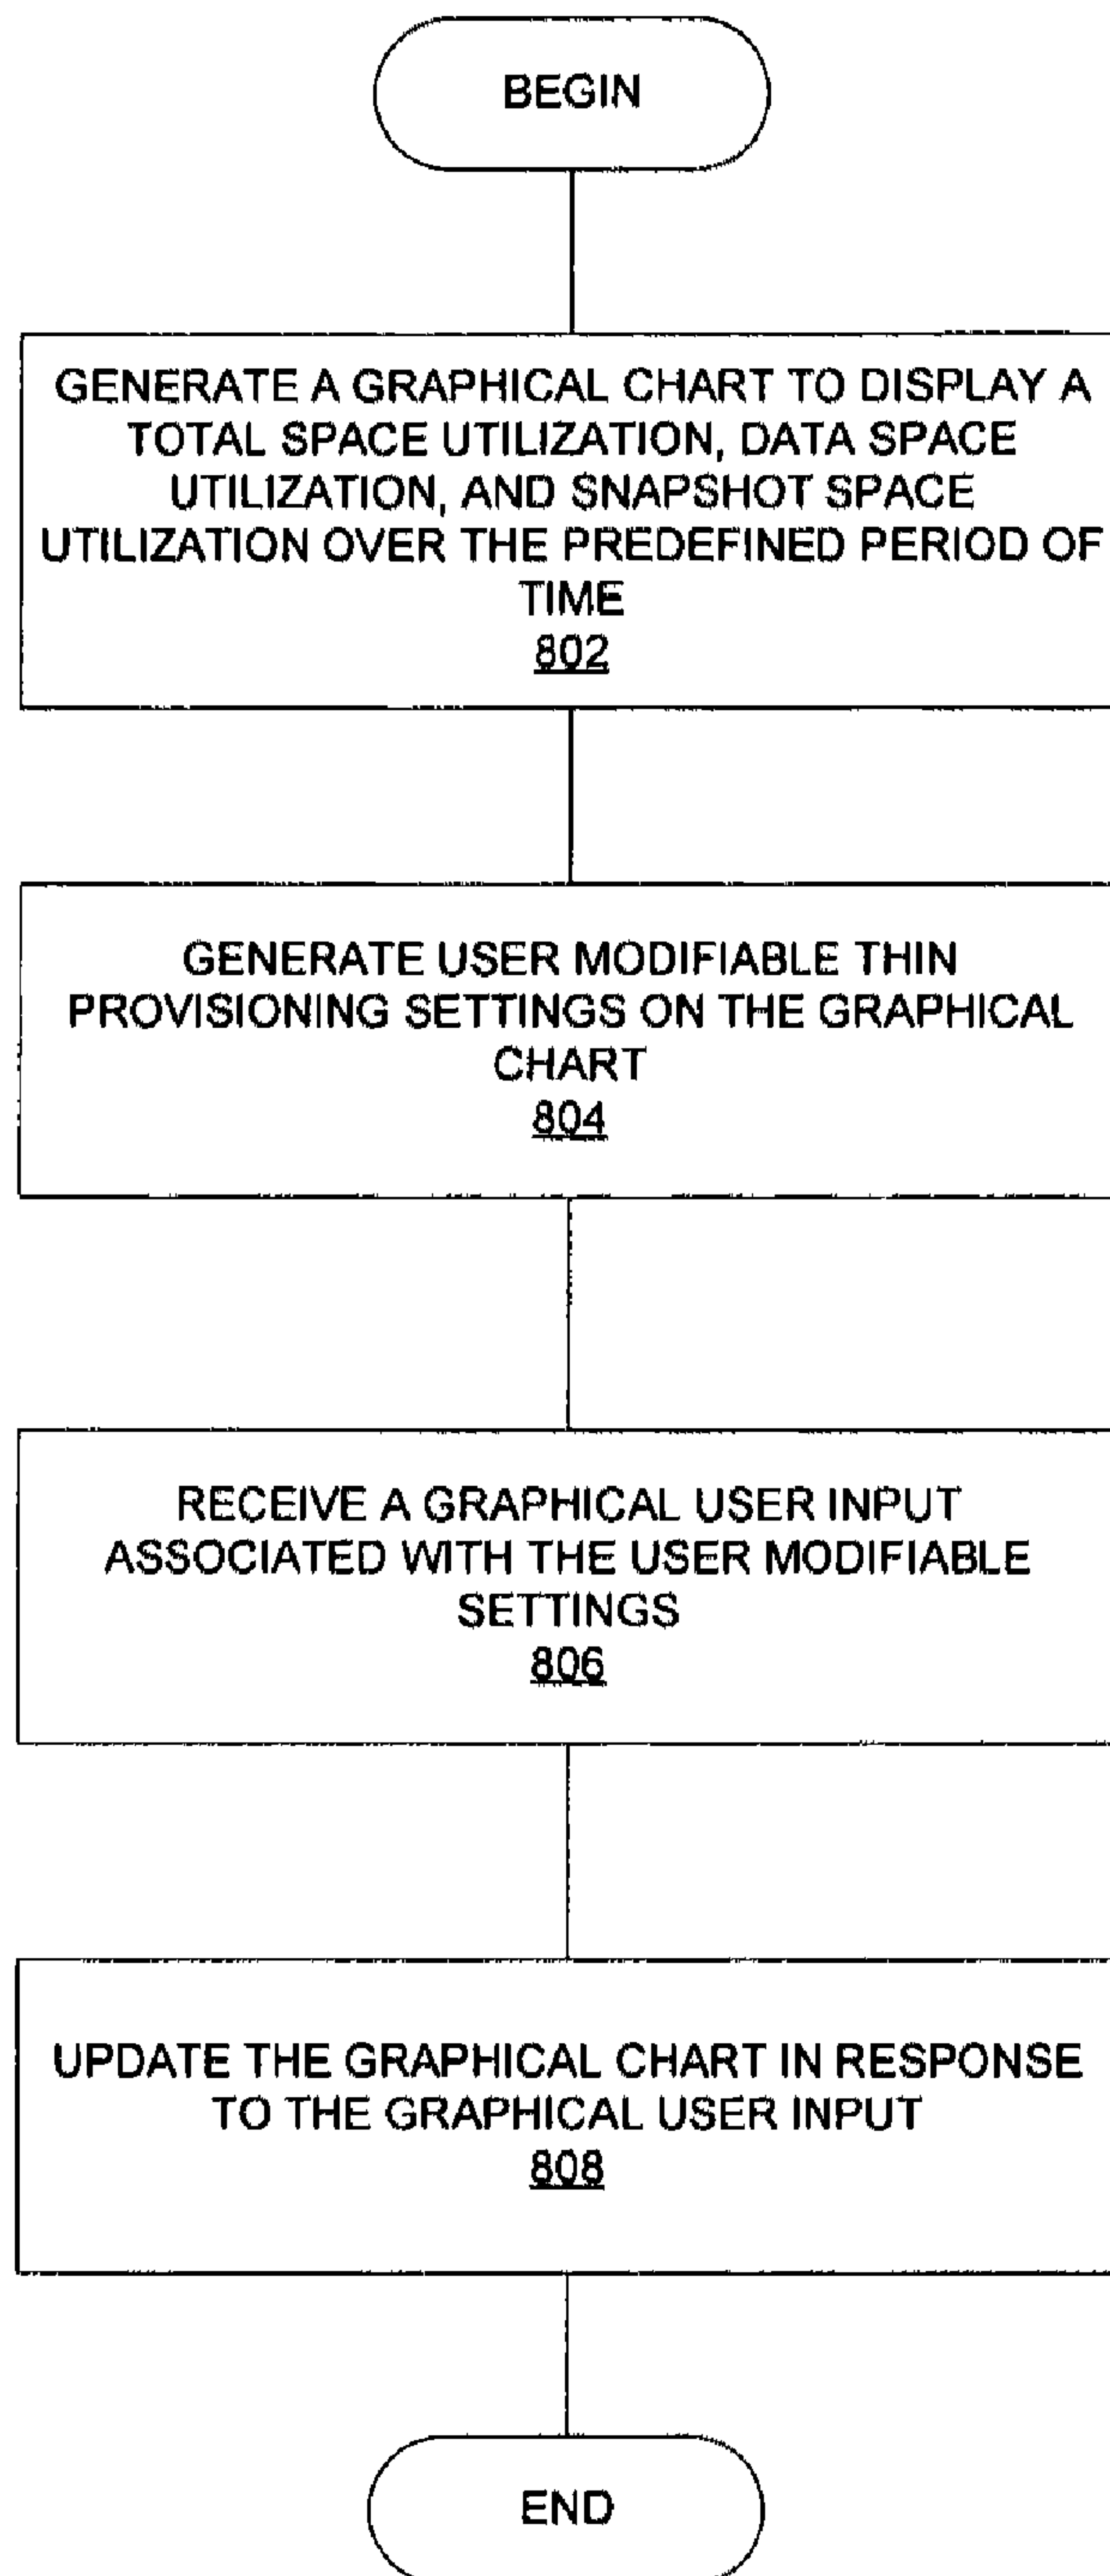 BEGIN
GENERATE A GRAPHICAL CHART TO DISPLAY A
TOTAL SPACE UTILIZATION, DATA SPACE
UTILIZATION, AND SNAPSHOT SPACE
UTILIZATION OVER THE PREDEFINED PERIOD OF
TIME
802
GENERATE USER MODIFIABLE THIN
PROVISIONING SETTINGS ON THE GRAPHICAL
CHART
804
RECEIVE A GRAPHICAL USER INPUT
ASSOCIATED WITH THE USER MODIFIABLE
SETTINGS
806
UPDATE THE GRAPHICAL CHART IN RESPONSE
TO THE GRAPHICAL USER INPUT
808
END